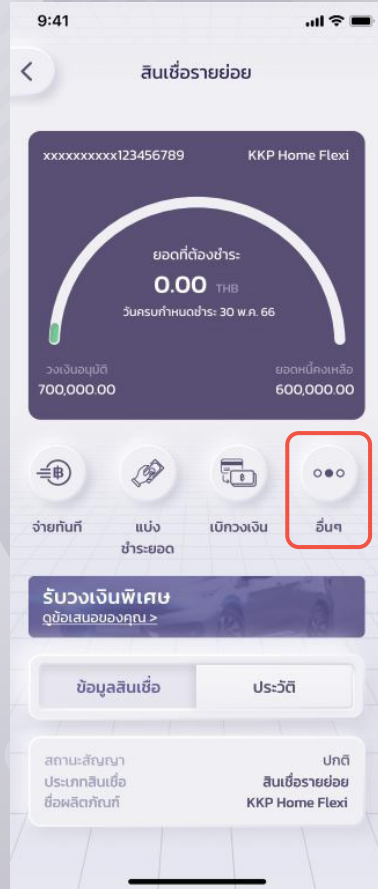 9:41
สินเชื่อรายย่อย
xxxxxxxxxx123456789 KKP Home Flexi
ยอดที่ต้องชำระ
0.00 THB
วันครบกำหนดชำระ 30 พ.ค. 66
วงเงินอนุมัติ ยอดหนี้คงเหลือ
700,000.00 600,000.00
จ่ายทันที แบ่ง เบิกวงเงิน อื่นๆ
ชำระยอด
รับวงเงินพิเศษ
ดูข้อเสนอของคุณ >
ข้อมูลสินเชื่อ ประวัติ
สถานะสัญญา ปกติ
ประเภทสินเชื่อ สินเชื่อรายย่อย
ชื่อผลิตภัณฑ์ KKP Home Flexi